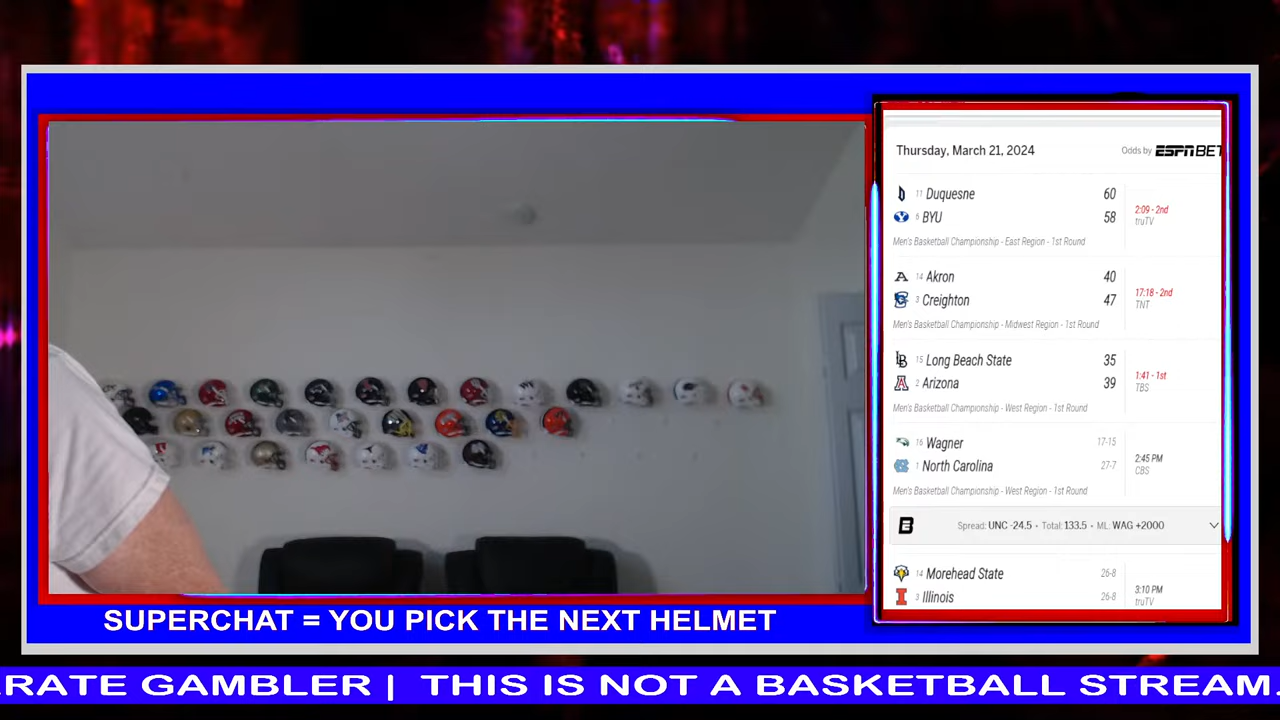 Thursday, March 21, 2024
Odds by ESPN BET
11 Duquesne 60
6 BYU 58
2:09 - 2nd
truTV
Men's Basketball Championship - East Region - 1st Round
14 Akron 40
3 Creighton 47
17:18 - 2nd
TNT
Men's Basketball Championship - Midwest Region - 1st Round
15 Long Beach State 35
2 Arizona 39
1:41 - 1st
TBS
Men's Basketball Championship - West Region - 1st Round
16 Wagner 17-15
1 North Carolina 27-7
2:45 PM
CBS
Men's Basketball Championship - West Region - 1st Round
Spread: UNC -24.5 • Total: 133.5 • ML: WAG +2000
14 Morehead State 26-8
3 Illinois 26-8
3:10 PM
truTV
SUPERCHAT = YOU PICK THE NEXT HELMET
RATE GAMBLER | THIS IS NOT A BASKETBALL STREAM.